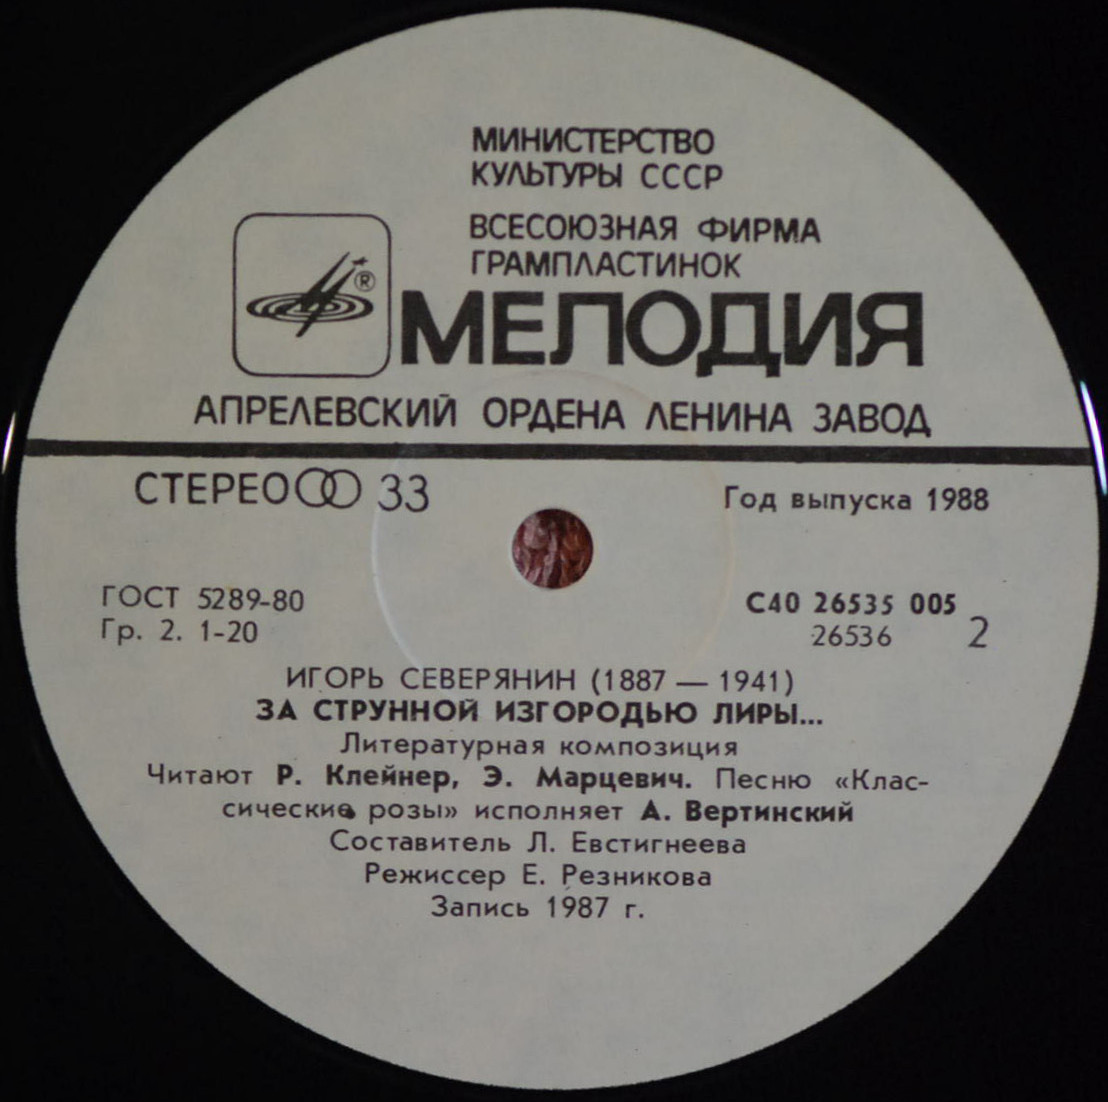 МИНИСТЕРСТВО
КУЛЬТУРЫ СССР
ВСЕСОЮЗНАЯ ФИРМА
ГРАМПЛАСТИНОК
®
МЕЛОДИЯ
АПРЕЛЕВСКИЙ ОРДЕНА ЛЕНИНА ЗАВОД
СТЕРЕО 33
Год выпуска 1988
ГОСТ 5289-80
Гр. 2. 1-20
С40 26535 005
26536 2
ИГОРЬ СЕВЕРЯНИН (1887 — 1941)
ЗА СТРУННОЙ ИЗГОРОДЬЮ ЛИРЫ...
Литературная композиция
Читают Р. Клейнер, Э. Марцевич. Песню «Клас-
сические розы» исполняет А. Вертинский
Составитель Л. Евстигнеева
Режиссер Е. Резникова
Запись 1987 г.